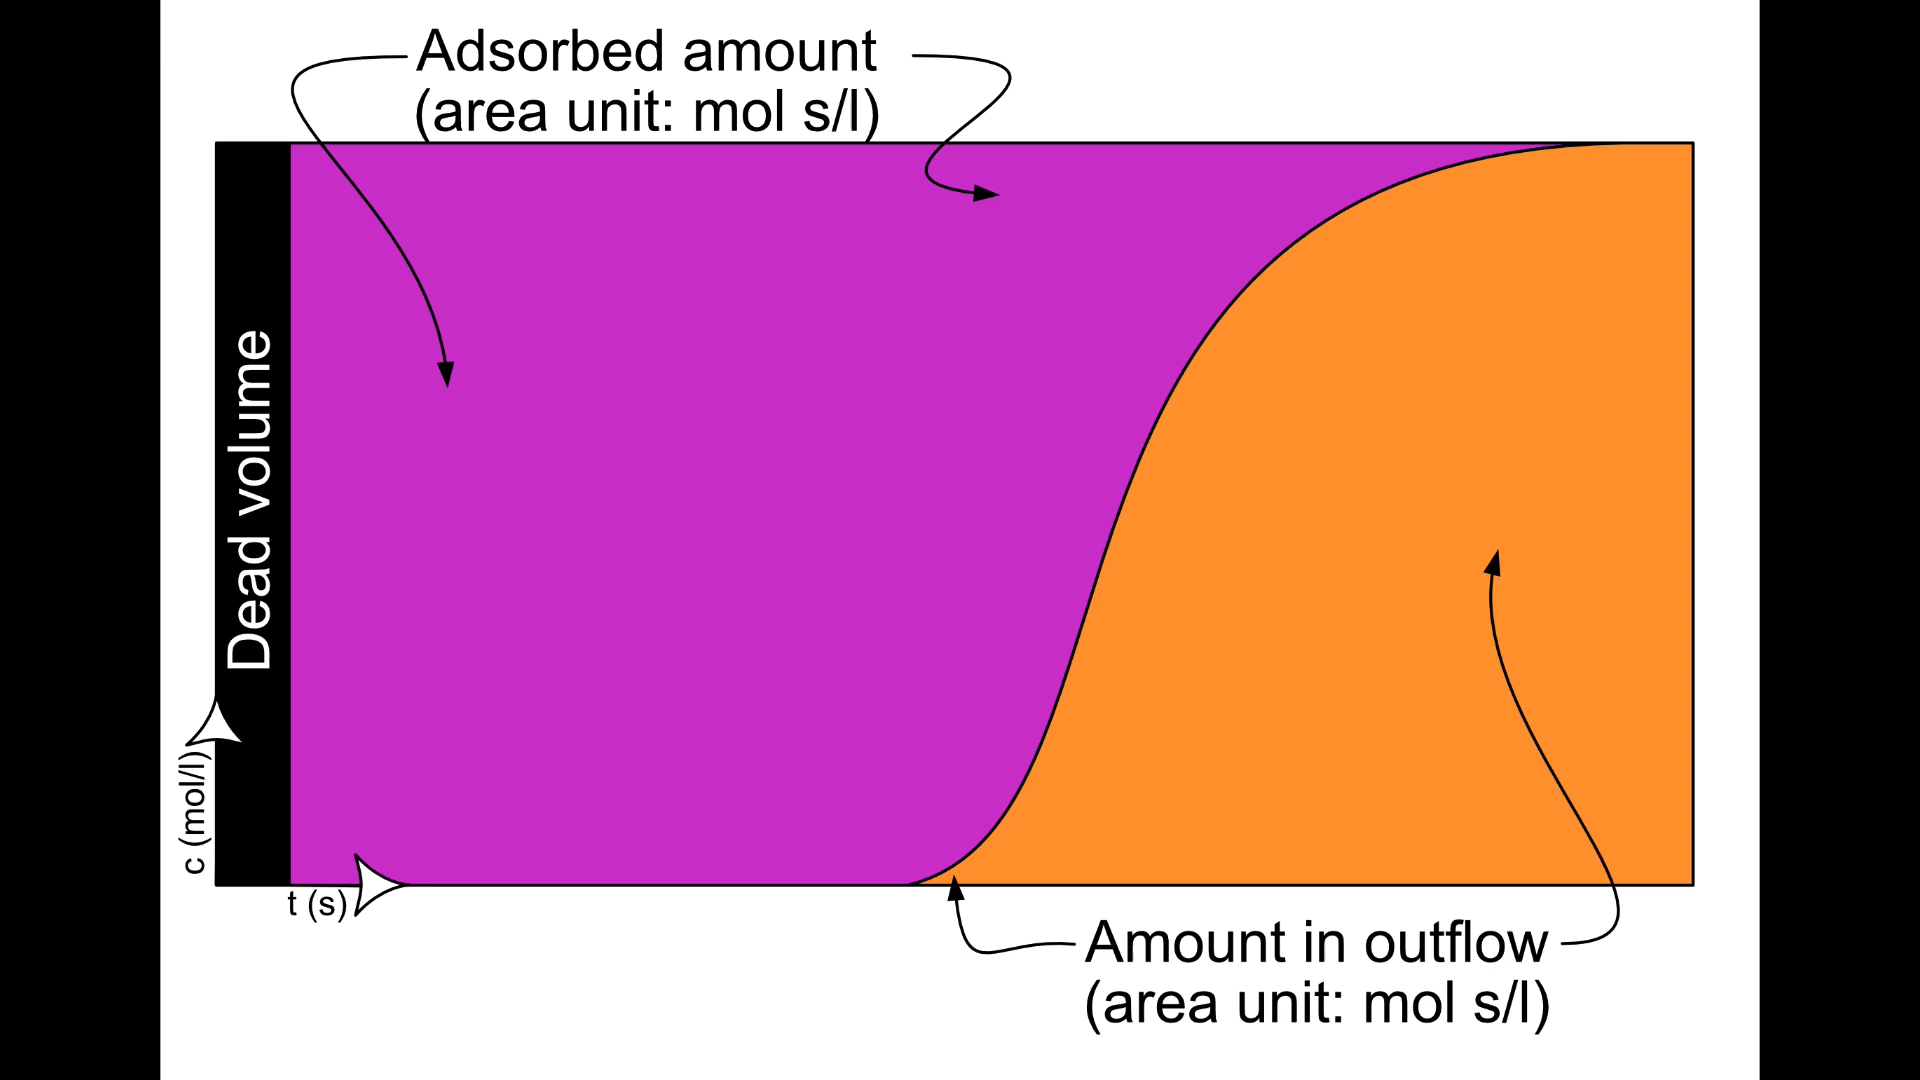 Adsorbed amount
(area unit: mol s/l)
Dead volume
c (mol/l)
t (s)
Amount in outflow
(area unit: mol s/l)